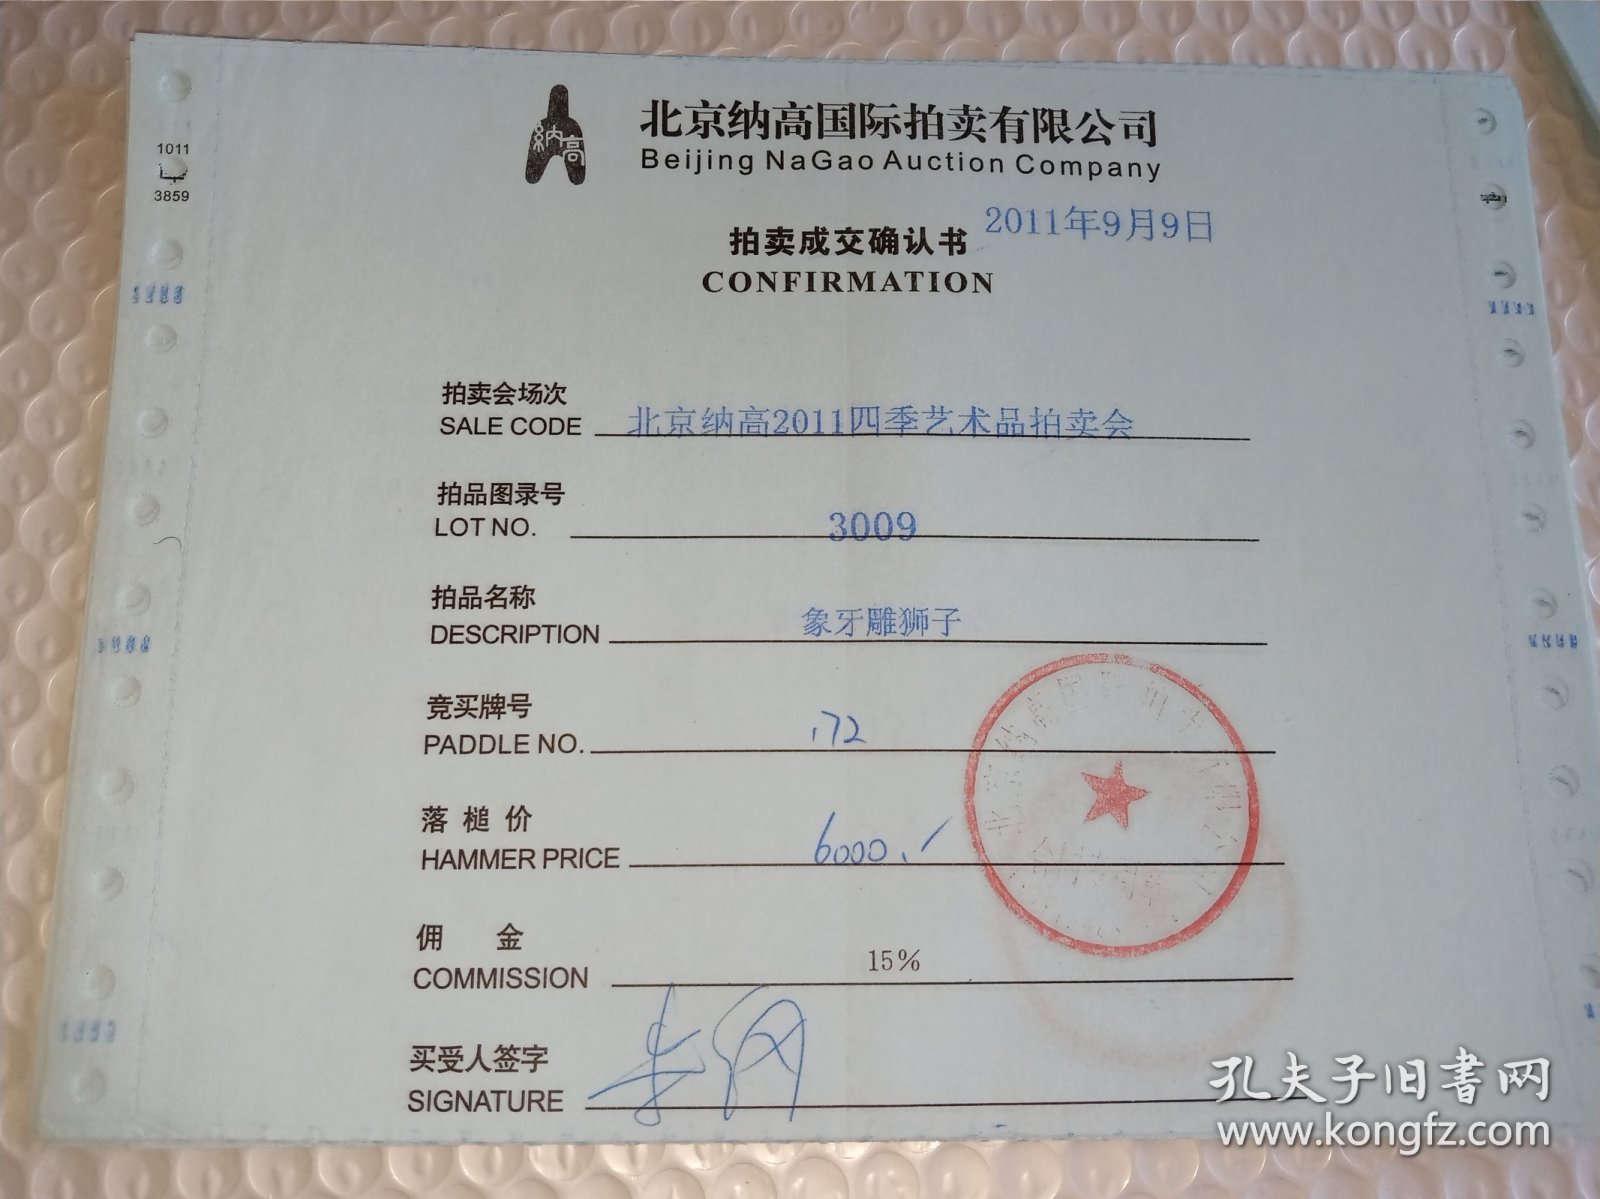 纳高
北京纳高国际拍卖有限公司
Beijing NaGao Auction Company
1011
3859
拍卖成交确认书 2011年9月9日
CONFIRMATION
拍卖会场次
SALE CODE 北京纳高2011四季艺术品拍卖会
拍品图录号
LOT NO. 3009
拍品名称
DESCRIPTION 象牙雕狮子
竞买牌号
PADDLE NO. 172
落槌价
HAMMER PRICE 6000.
佣金
COMMISSION 15%
买受人签字
SIGNATURE
孔夫子旧书网
www.kongfz.com